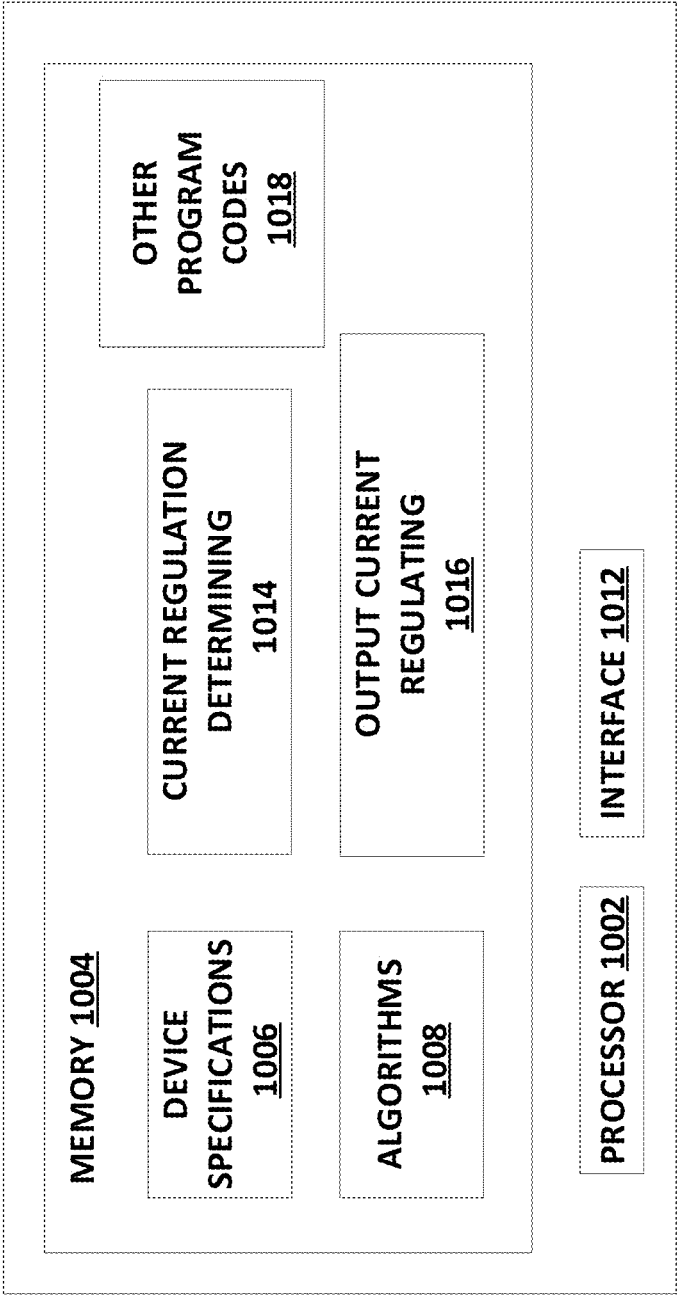 MEMORY 1004
DEVICE
SPECIFICATIONS
1006
CURRENT REGULATION
DETERMINING
1014
OTHER
PROGRAM
CODES
1018
ALGORITHMS
1008
OUTPUT CURRENT
REGULATING
1016
PROCESSOR 1002
INTERFACE 1012